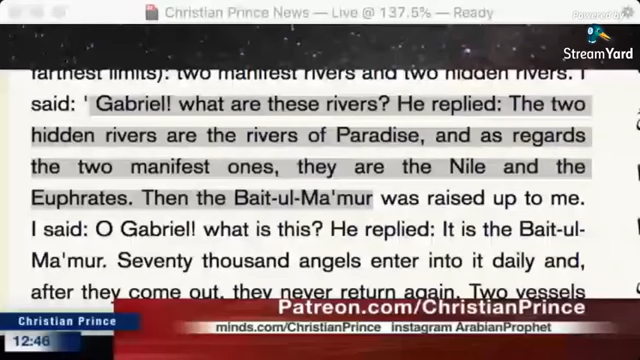 Christian Prince News — Live @ 137.5% — Ready
Powered by
StreamYard
farthest limits): two manifest rivers and two hidden rivers. I
said: ' Gabriel! what are these rivers? He replied: The two
hidden rivers are the rivers of Paradise, and as regards
the two manifest ones, they are the Nile and the
Euphrates. Then the Bait-ul-Ma'mur was raised up to me.
I said: O Gabriel! what is this? He replied: It is the Bait-ul-
Ma'mur. Seventy thousand angels enter into it daily and,
after they come out, they never return again. Two vessels
Patreon.com/ChristianPrince
Christian Prince
minds.com/ChristianPrince instagram ArabianProphet
12:46